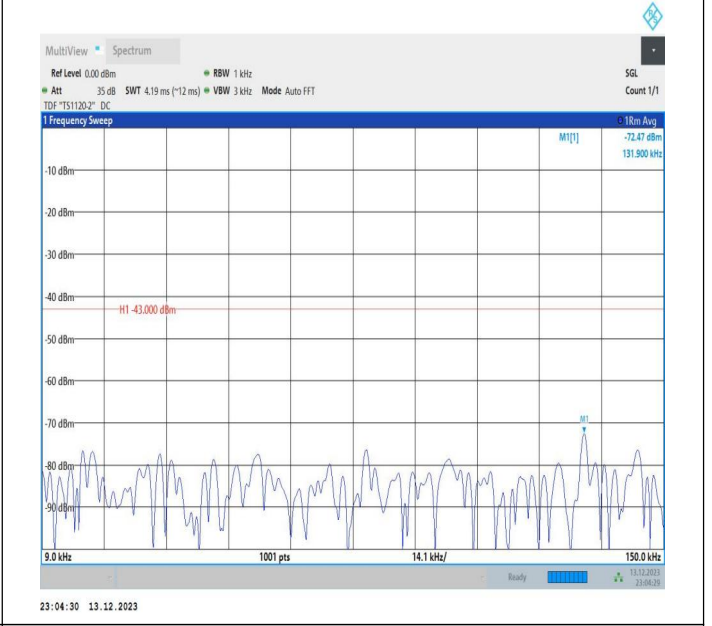 R S
MultiView Spectrum
Ref Level 0.00 dBm RBW 1 kHz SGL
Att 35 dB SWT 4.19 ms (~12 ms) VBW 3 kHz Mode Auto FFT Count 1/1
TDF "TS1120-2" DC
1 Frequency Sweep 1Rm Avg
M1[1] -72.47 dBm
131.900 kHz
-10 dBm
-20 dBm
-30 dBm
-40 dBm
H1 -43.000 dBm
-50 dBm
-60 dBm
-70 dBm
M1
-80 dBm
-90 dBm
9.0 kHz 1001 pts 14.1 kHz/ 150.0 kHz
Ready 13.12.2023
23:04:29
23:04:30 13.12.2023